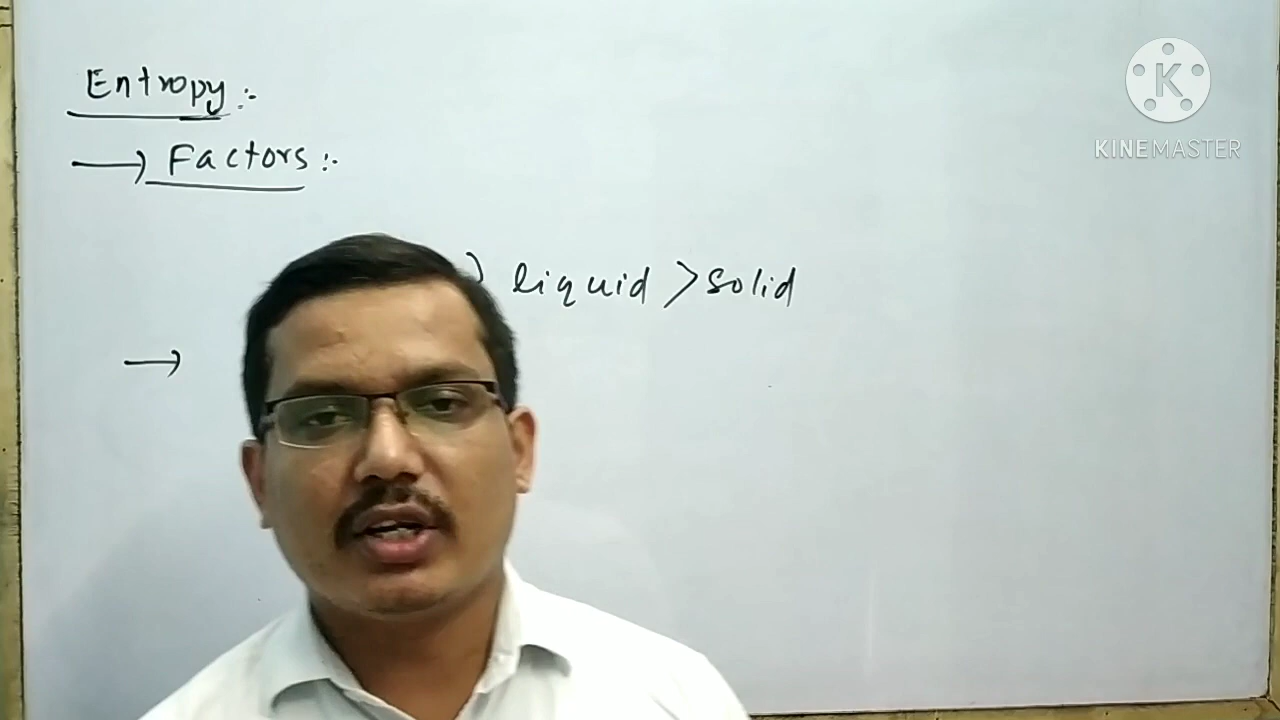 Entropy :-
→ Factors :-
) liquid > solid
→
K
KINEMASTER